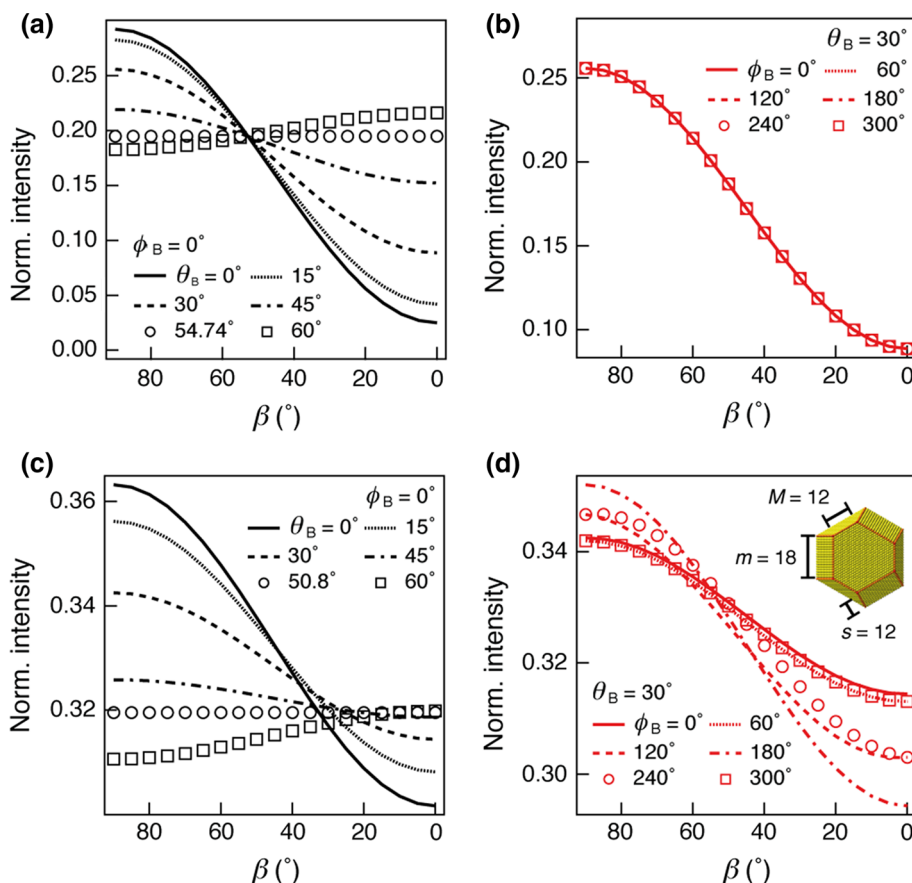 (a)
Norm. intensity
0.25
0.20
0.15
0.10
0.05
0.00
ϕB = 0°
θB = 0° 15°
30° 45°
54.74° 60°
80 60 40 20 0
β (°)
(b)
Norm. intensity
0.25
0.20
0.15
0.10
θB = 30°
ϕB = 0° 60°
120° 180°
240° 300°
80 60 40 20 0
β (°)
(c)
Norm. intensity
0.36
0.34
0.32
ϕB = 0°
θB = 0° 15°
30° 45°
50.8° 60°
80 60 40 20 0
β (°)
(d)
Norm. intensity
0.34
0.32
0.30
M = 12
m = 18
s = 12
θB = 30°
ϕB = 0° 60°
120° 180°
240° 300°
80 60 40 20 0
β (°)